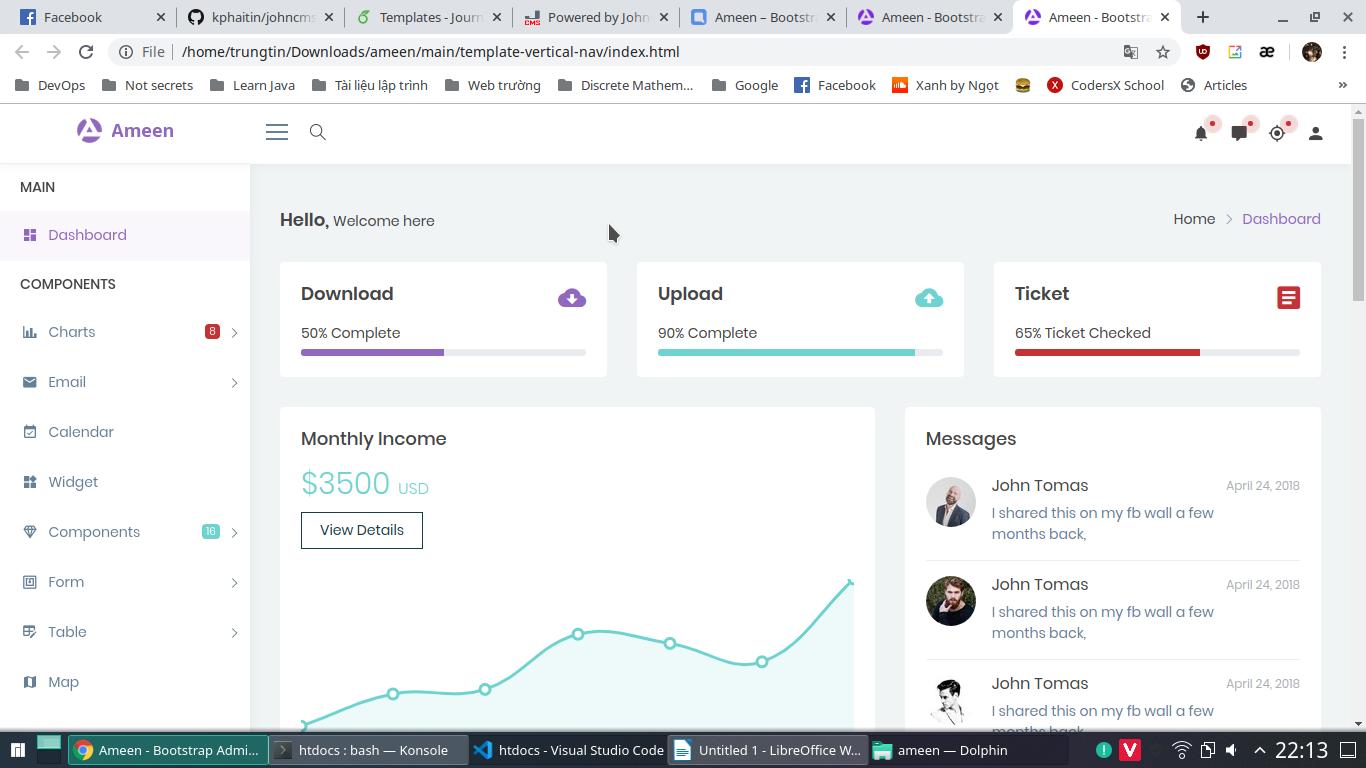 Facebook
kphaitin/johncms
Templates - Journ
Powered by John
Ameen – Bootstra
Ameen - Bootstra
Ameen - Bootstra
File
/home/trungtin/Downloads/ameen/main/template-vertical-nav/index.html
DevOps
Not secrets
Learn Java
Tài liệu lập trình
Web trường
Discrete Mathem...
Google
Facebook
Xanh by Ngọt
CodersX School
Articles
»
Ameen
MAIN
Dashboard
COMPONENTS
Charts 8
Email
Calendar
Widget
Components 16
Form
Table
Map
Hello, Welcome here
Home > Dashboard
Download
50% Complete
Upload
90% Complete
Ticket
65% Ticket Checked
Monthly Income
$3500 USD
View Details
Messages
John Tomas
April 24, 2018
I shared this on my fb wall a few
months back,
John Tomas
April 24, 2018
I shared this on my fb wall a few
months back,
John Tomas
April 24, 2018
I shared this on my fb wall a few
months back,
Ameen - Bootstrap Admi...
htdocs : bash — Konsole
htdocs - Visual Studio Code
Untitled 1 - LibreOffice W...
ameen — Dolphin
V
22:13